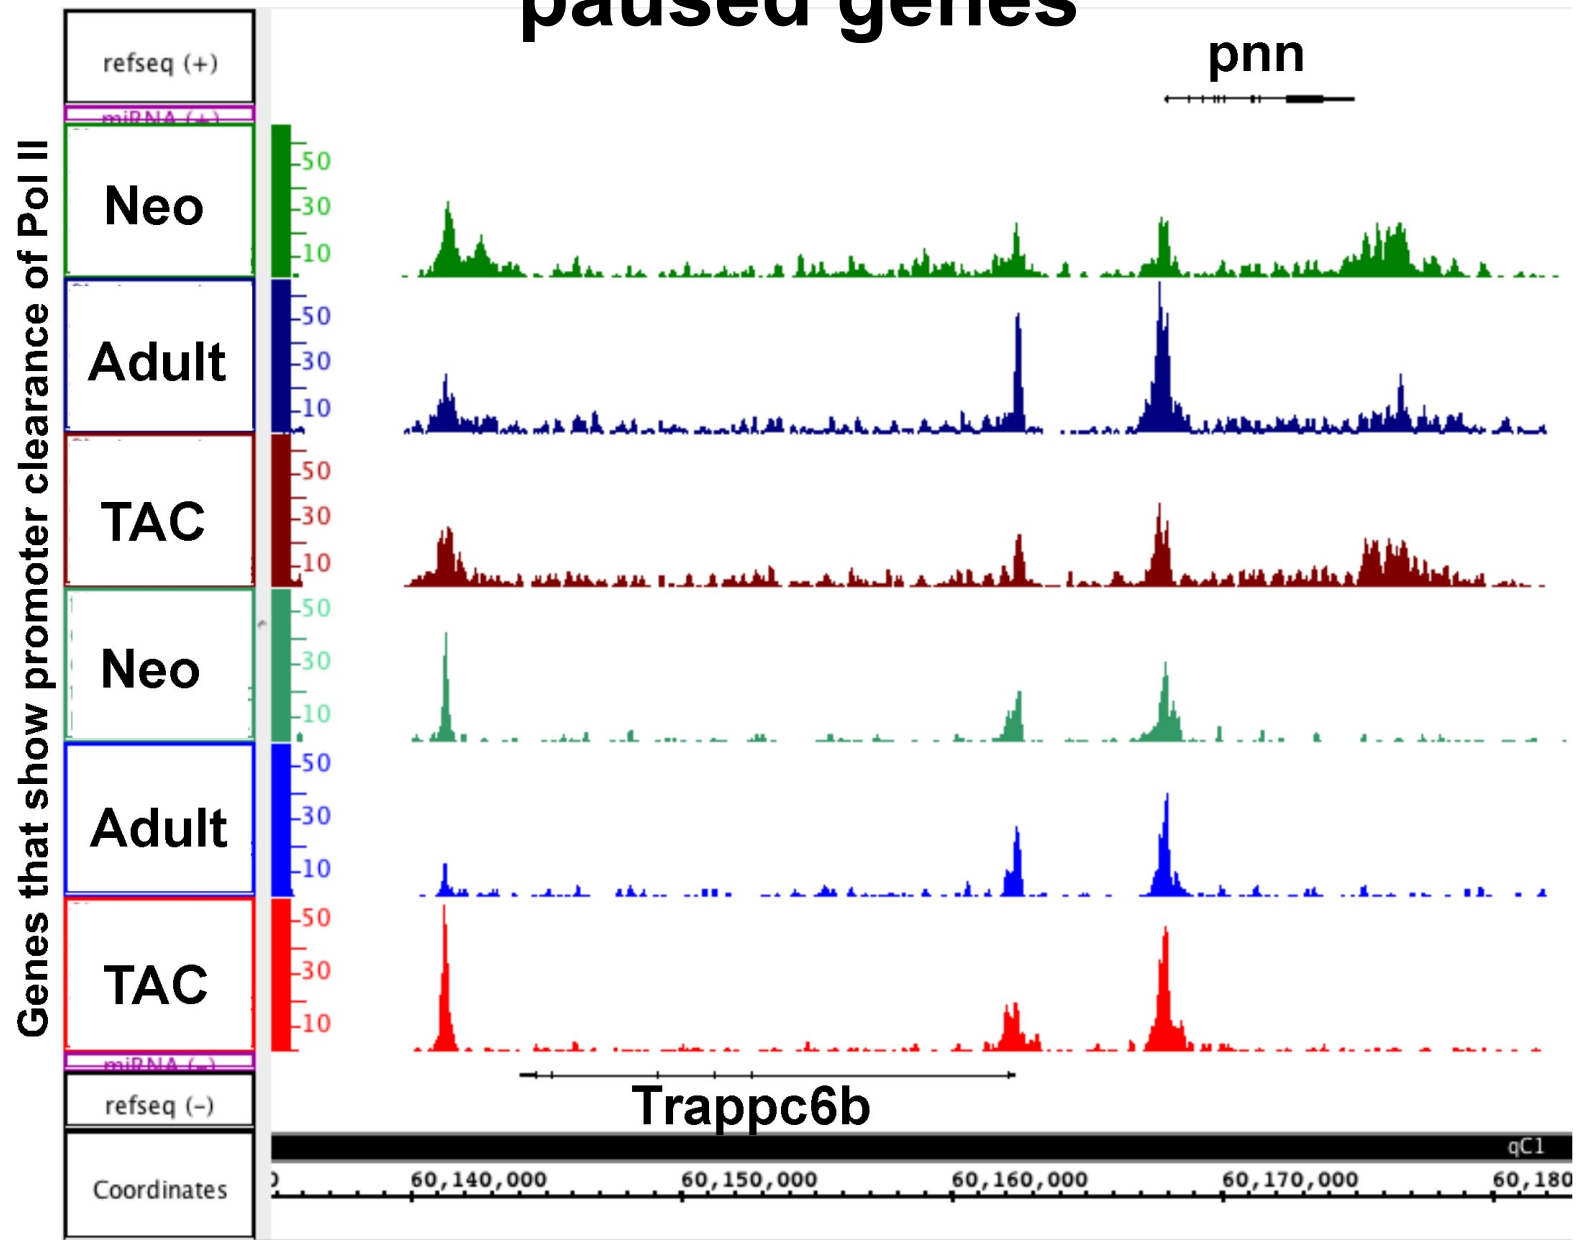 paused genes
refseq (+)
pnn
miRNA (+)
Genes that show promoter clearance of Pol II
Neo
50
30
10
Adult
50
30
10
TAC
50
30
10
Neo
50
30
10
Adult
50
30
10
TAC
50
30
10
miRNA (-)
refseq (-)
Trappc6b
qC1
Coordinates
60,140,000 60,150,000 60,160,000 60,170,000 60,180